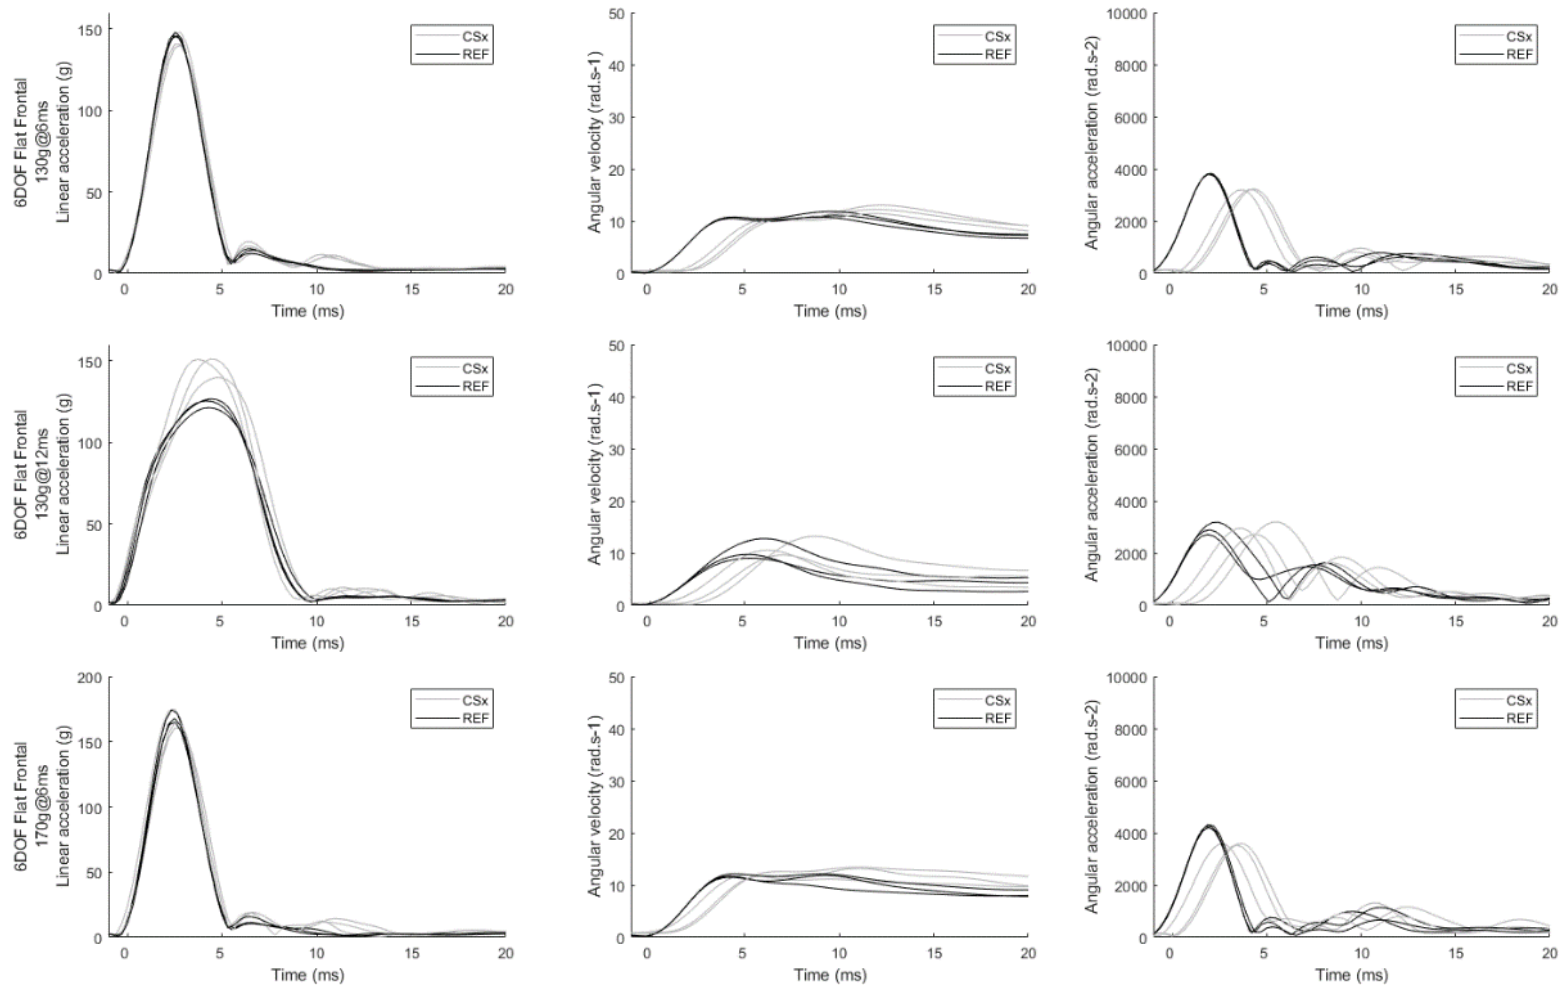 6DOF Flat Frontal
130g@6ms
Linear acceleration (g)
150
100
50
0
0 5 10 15 20
Time (ms)
CSx
REF
Angular velocity (rad.s-1)
50
40
30
20
10
0
0 5 10 15 20
Time (ms)
CSx
REF
Angular acceleration (rad.s-2)
10000
8000
6000
4000
2000
0
0 5 10 15 20
Time (ms)
CSx
REF
6DOF Flat Frontal
130g@12ms
Linear acceleration (g)
150
100
50
0
0 5 10 15 20
Time (ms)
CSx
REF
Angular velocity (rad.s-1)
50
40
30
20
10
0
0 5 10 15 20
Time (ms)
CSx
REF
Angular acceleration (rad.s-2)
10000
8000
6000
4000
2000
0
0 5 10 15 20
Time (ms)
CSx
REF
6DOF Flat Frontal
170g@6ms
Linear acceleration (g)
200
150
100
50
0
0 5 10 15 20
Time (ms)
CSx
REF
Angular velocity (rad.s-1)
50
40
30
20
10
0
0 5 10 15 20
Time (ms)
CSx
REF
Angular acceleration (rad.s-2)
10000
8000
6000
4000
2000
0
0 5 10 15 20
Time (ms)
CSx
REF